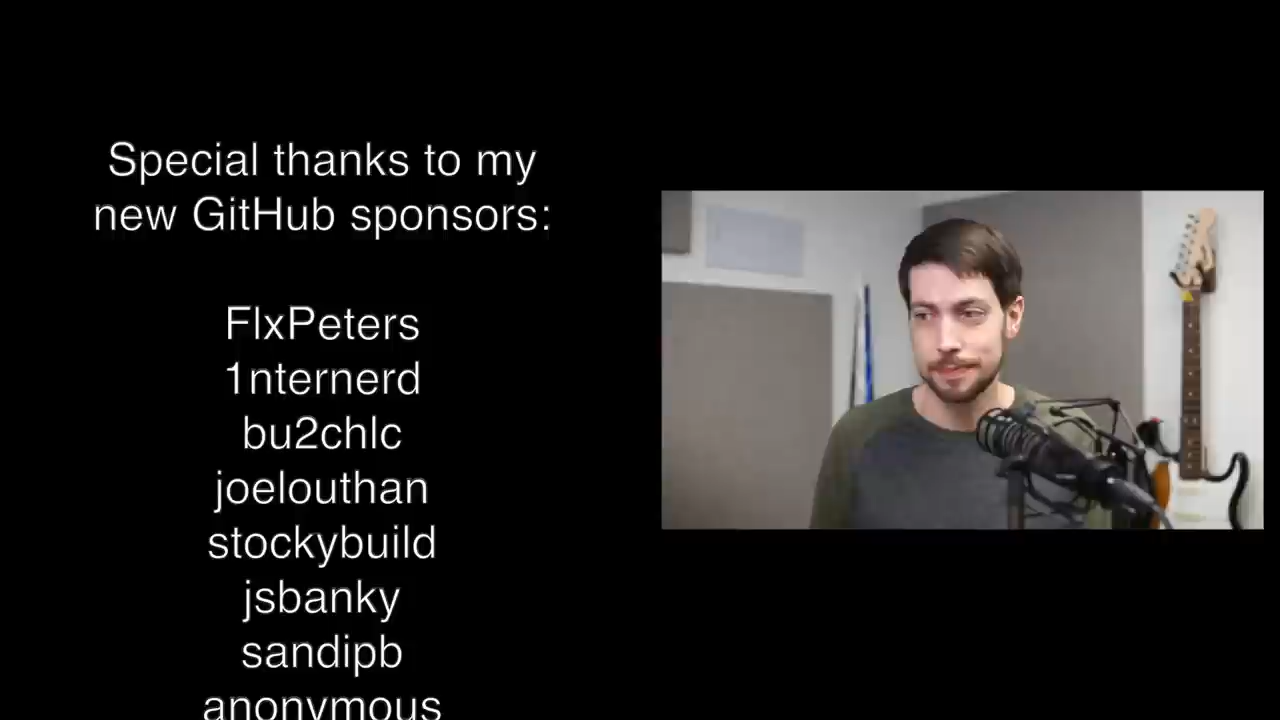 Special thanks to my
new GitHub sponsors:
FlxPeters
1nternerd
bu2chlc
joelouthan
stockybuild
jsbanky
sandipb
anonymous